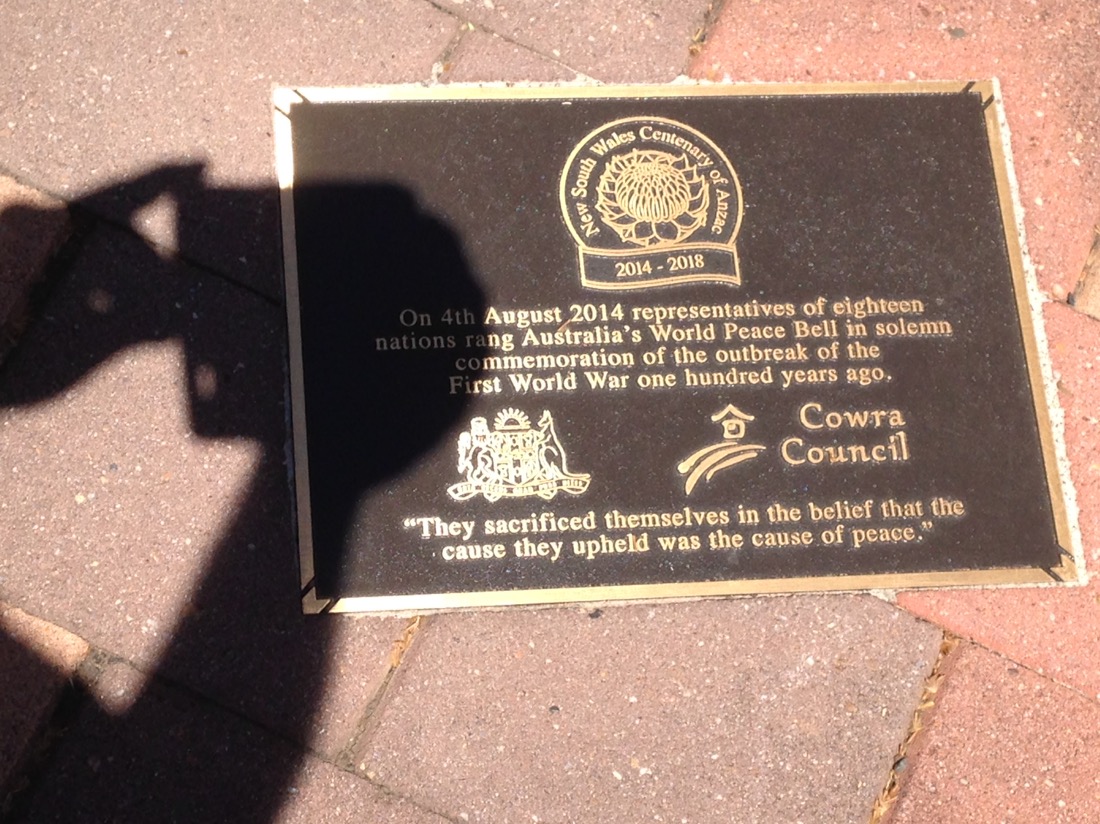 New South Wales Centenary of Anzac
2014 - 2018
On 4th August 2014 representatives of eighteen
nations rang Australia's World Peace Bell in solemn
commemoration of the outbreak of the
First World War one hundred years ago.
Cowra
Council
“They sacrificed themselves in the belief that the
cause they upheld was the cause of peace.”